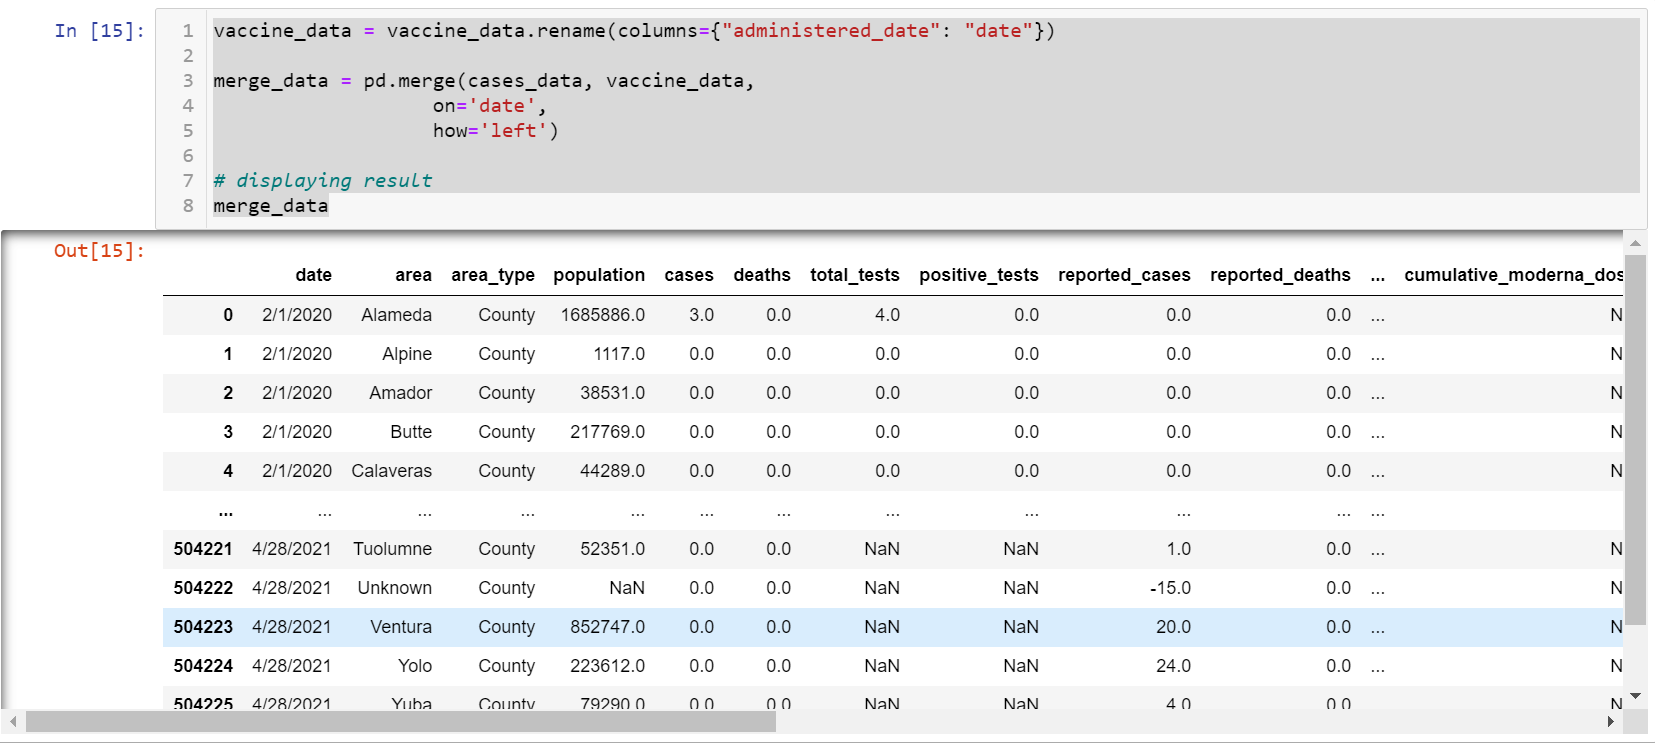 In [15]:
1 vaccine_data = vaccine_data.rename(columns={"administered_date": "date"})
2
3 merge_data = pd.merge(cases_data, vaccine_data,
4 on='date',
5 how='left')
6
7 # displaying result
8 merge_data
Out[15]:
date area area_type population cases deaths total_tests positive_tests reported_cases reported_deaths ... cumulative_moderna_dos
0 2/1/2020 Alameda County 1685886.0 3.0 0.0 4.0 0.0 0.0 0.0 ... N
1 2/1/2020 Alpine County 1117.0 0.0 0.0 0.0 0.0 0.0 0.0 ... N
2 2/1/2020 Amador County 38531.0 0.0 0.0 0.0 0.0 0.0 0.0 ... N
3 2/1/2020 Butte County 217769.0 0.0 0.0 0.0 0.0 0.0 0.0 ... N
4 2/1/2020 Calaveras County 44289.0 0.0 0.0 0.0 0.0 0.0 0.0 ... N
... ... ... ... ... ... ... ... ... ... ... ...
504221 4/28/2021 Tuolumne County 52351.0 0.0 0.0 NaN NaN 1.0 0.0 ... N
504222 4/28/2021 Unknown County NaN 0.0 0.0 NaN NaN -15.0 0.0 ... N
504223 4/28/2021 Ventura County 852747.0 0.0 0.0 NaN NaN 20.0 0.0 ... N
504224 4/28/2021 Yolo County 223612.0 0.0 0.0 NaN NaN 24.0 0.0 ... N
504225 4/28/2021 Yuba County 79290.0 0.0 0.0 NaN NaN 4.0 0.0 N